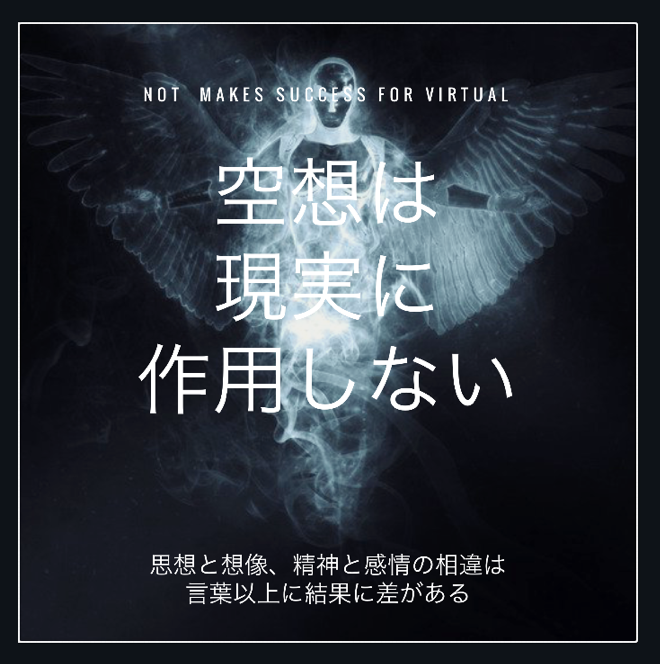 NOT MAKES SUCCESS FOR VIRTUAL
空想は
現実に
作用しない
思想と想像、精神と感情の相違は
言葉以上に結果に差がある